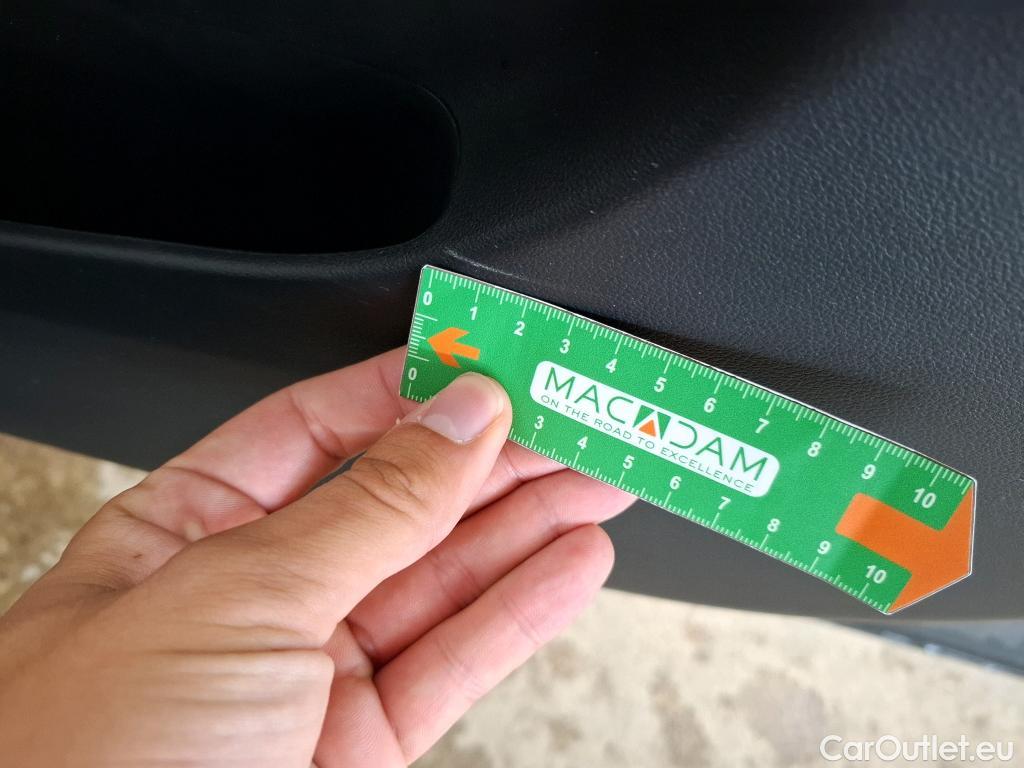 0 1 2 3 4 5 6 7 8 9 10
MACADAM
ON THE ROAD TO EXCELLENCE
0 3 4 5 6 7 8 9 10
CarOutlet.eu